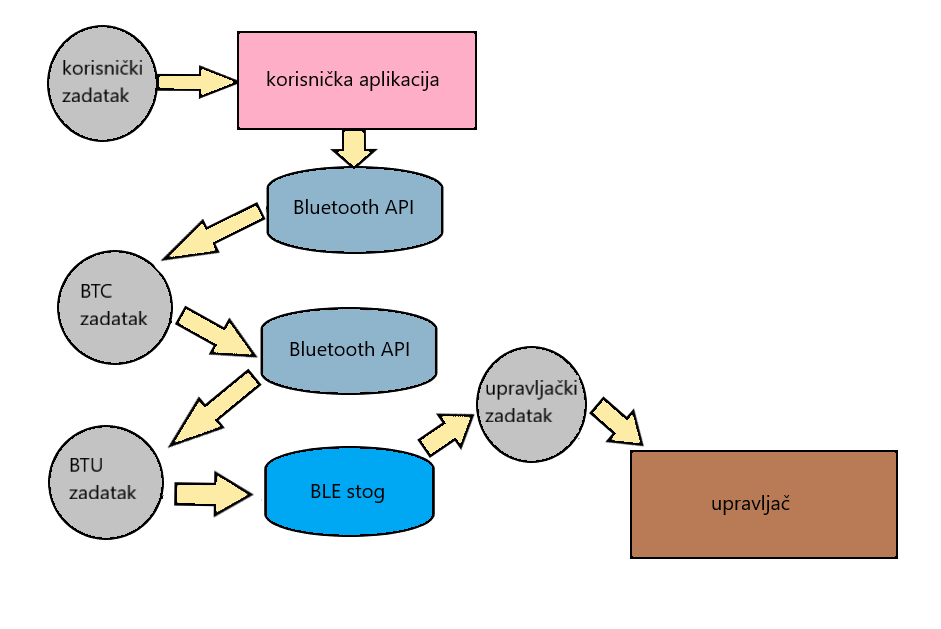 korisnički
zadatak
korisnička aplikacija
Bluetooth API
BTC
zadatak
Bluetooth API
upravljački
zadatak
BTU
zadatak
BLE stog
upravljač